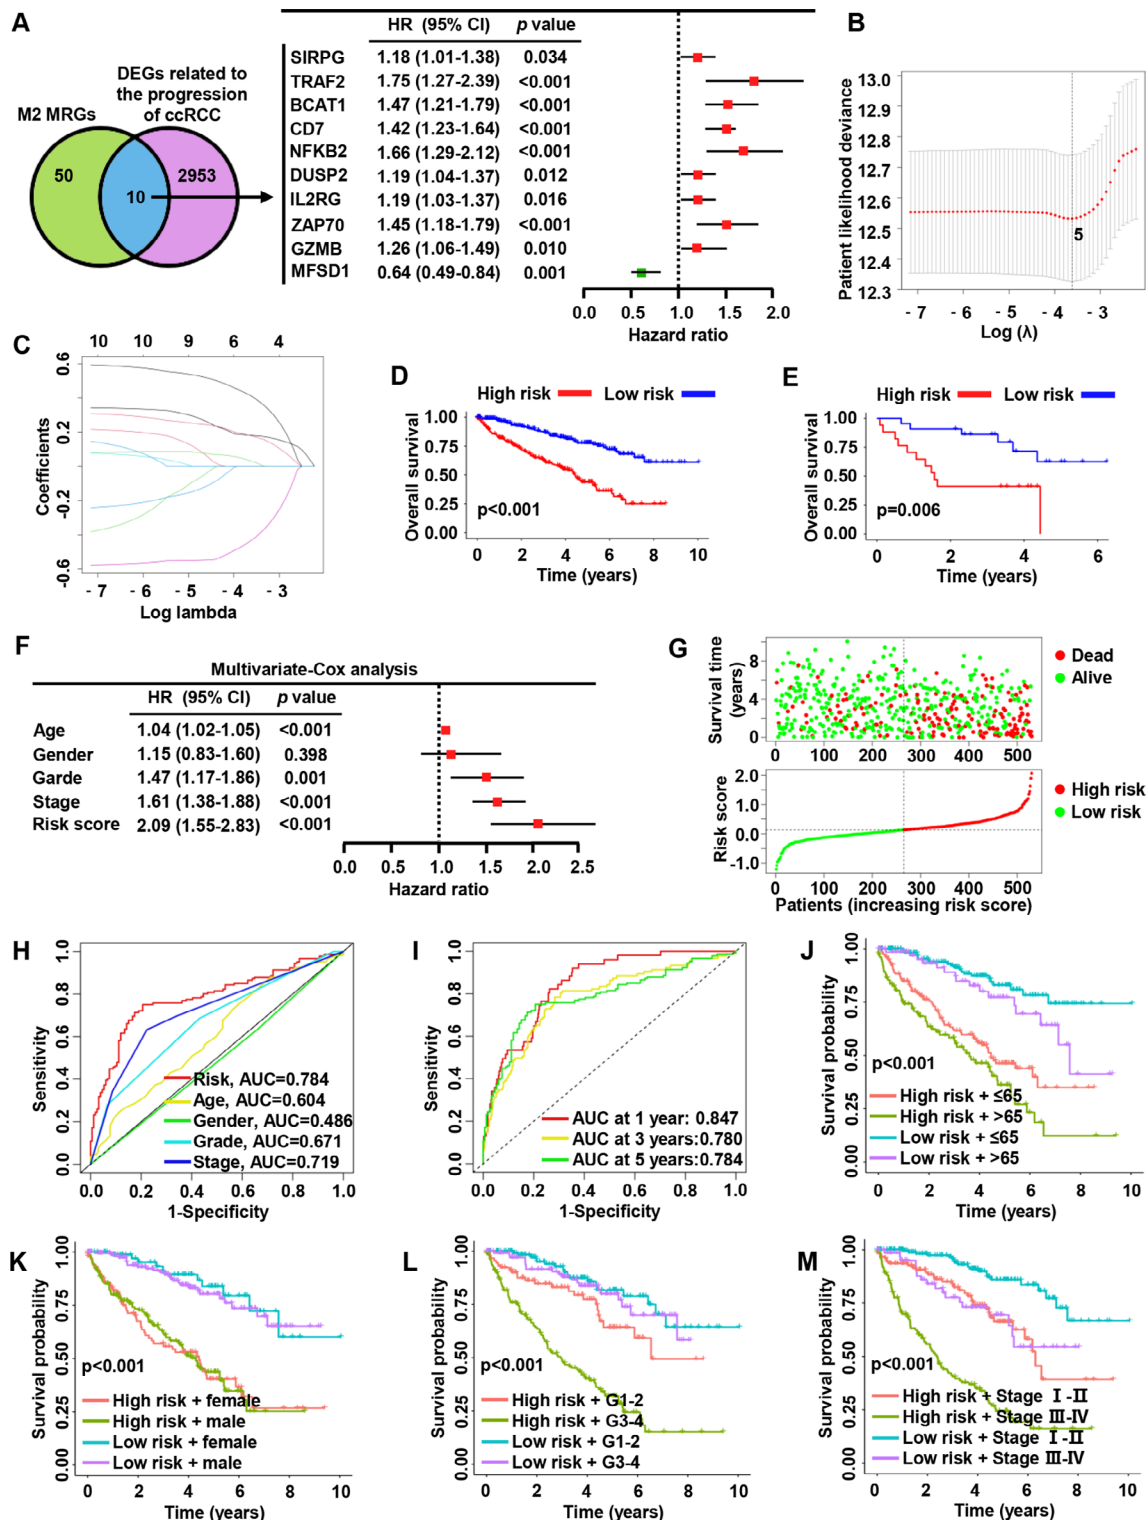 A
M2 MRGs
DEGs related to
the progression
of ccRCC
50
10
2953
HR (95% CI) p value
SIRPG 1.18 (1.01-1.38) 0.034
TRAF2 1.75 (1.27-2.39) <0.001
BCAT1 1.47 (1.21-1.79) <0.001
CD7 1.42 (1.23-1.64) <0.001
NFKB2 1.66 (1.29-2.12) <0.001
DUSP2 1.19 (1.04-1.37) 0.012
IL2RG 1.19 (1.03-1.37) 0.016
ZAP70 1.45 (1.18-1.79) <0.001
GZMB 1.26 (1.06-1.49) 0.010
MFSD1 0.64 (0.49-0.84) 0.001
0.0 0.5 1.0 1.5 2.0
Hazard ratio
B
Patient likelihood deviance
13.0
12.9
12.8
12.7
12.6
12.5
12.4
12.3
5
- 7 - 6 - 5 - 4 - 3
Log (λ)
C
10 10 9 6 4
Coefficients
0.6
0.2
-0.2
-0.6
- 7 - 6 - 5 - 4 - 3
Log lambda
D
High risk Low risk
Overall survival
1.00
0.75
0.50
0.25
0.00
p<0.001
0 2 4 6 8 10
Time (years)
E
High risk Low risk
Overall survival
1.00
0.75
0.50
0.25
0.00
p=0.006
0 2 4 6
Time (years)
F
Multivariate-Cox analysis
HR (95% CI) p value
Age 1.04 (1.02-1.05) <0.001
Gender 1.15 (0.83-1.60) 0.398
Garde 1.47 (1.17-1.86) 0.001
Stage 1.61 (1.38-1.88) <0.001
Risk score 2.09 (1.55-2.83) <0.001
0.0 0.5 1.0 1.5 2.0 2.5
Hazard ratio
G
Survival time
(years)
8
4
0
Dead
Alive
0 100 200 300 400 500
Risk score
2.0
1.0
0.0
-1.0
High risk
Low risk
0 100 200 300 400 500
Patients (increasing risk score)
H
Sensitivity
1.0
0.8
0.6
0.4
0.2
0.0
Risk, AUC=0.784
Age, AUC=0.604
Gender, AUC=0.486
Grade, AUC=0.671
Stage, AUC=0.719
0.0 0.2 0.4 0.6 0.8 1.0
1-Specificity
I
Sensitivity
1.0
0.8
0.6
0.4
0.2
0.0
AUC at 1 year: 0.847
AUC at 3 years:0.780
AUC at 5 years:0.784
0.0 0.2 0.4 0.6 0.8 1.0
1-Specificity
J
Survival probability
1.00
0.75
0.50
0.25
0.00
p<0.001
High risk + ≤65
High risk + >65
Low risk + ≤65
Low risk + >65
0 2 4 6 8 10
Time (years)
K
Survival probability
1.00
0.75
0.50
0.25
0.00
p<0.001
High risk + female
High risk + male
Low risk + female
Low risk + male
0 2 4 6 8 10
Time (years)
L
Survival probability
1.00
0.75
0.50
0.25
0.00
p<0.001
High risk + G1-2
High risk + G3-4
Low risk + G1-2
Low risk + G3-4
0 2 4 6 8 10
Time (years)
M
Survival probability
1.00
0.75
0.50
0.25
0.00
p<0.001
High risk + Stage Ⅰ-Ⅱ
High risk + Stage Ⅲ-Ⅳ
Low risk + Stage Ⅰ-Ⅱ
Low risk + Stage Ⅲ-Ⅳ
0 2 4 6 8 10
Time (years)